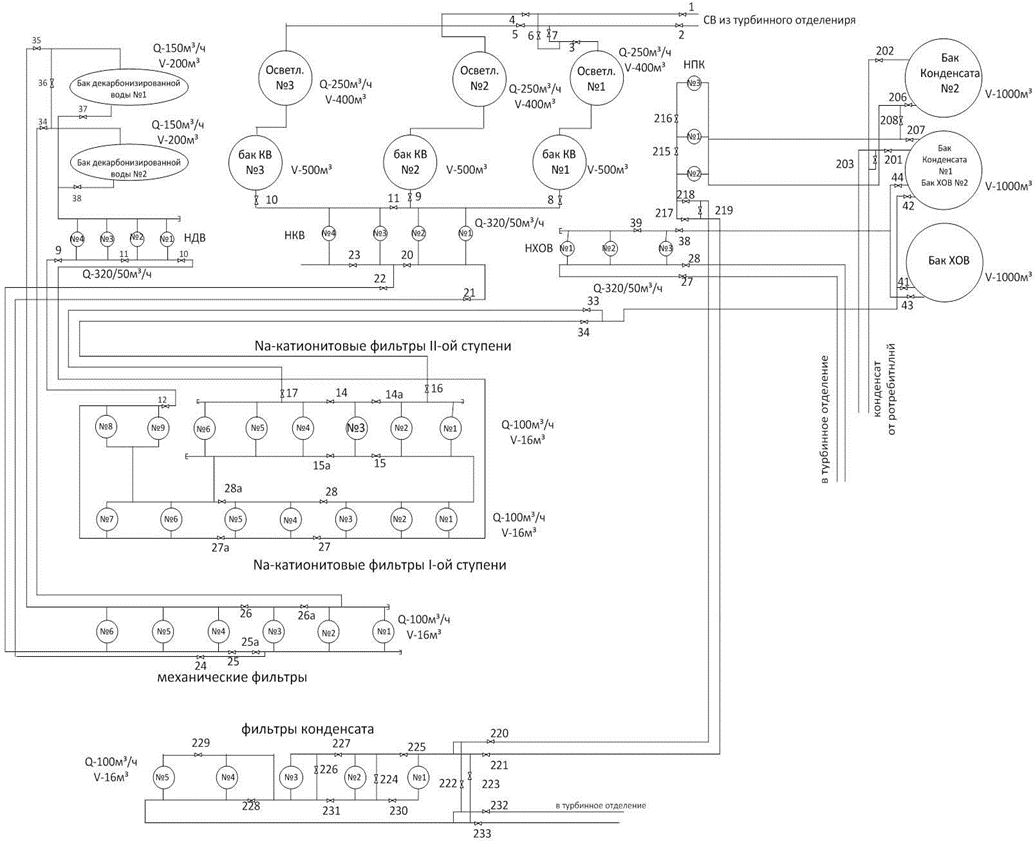 1
4
СВ из турбинного отделениря
5
6
7
3
2
35
Q-150м³/ч
V-200м³
36
Бак декарбонизированной
воды №1
37
34
Q-150м³/ч
V-200м³
Бак декарбонизированной
воды №2
38
Осветл.
№3
Q-250м³/ч
V-400м³
Осветл.
№2
Q-250м³/ч
V-400м³
Осветл.
№1
Q-250м³/ч
V-400м³
НПК
№3
216
№1
215
№2
218
217
219
202
Бак
Конденсата
№2
V-1000м³
206
208
207
203
201
Бак
Конденсата
№1
Бак ХОВ №2
V-1000м³
44
42
Бак ХОВ
V-1000м³
41
43
бак КВ
№3
V-500м³
бак КВ
№2
V-500м³
бак КВ
№1
V-500м³
10
11
9
8
НКВ
№4
№3
№2
№1
Q-320/50м³/ч
23
20
22
21
№4
№3
№2
№1
НДВ
9
11
10
Q-320/50м³/ч
39
38
НХОВ
№1
№2
№3
28
27
Q-320/50м³/ч
33
34
в турбинное отделение
конденсат
от ротребитнлнй
Na-катионитовые фильтры II-ой ступени
17
14
14а
16
12
№8
№9
№6
№5
№4
№3
№2
№1
Q-100м³/ч
V-16м³
15а
15
28а
28
№7
№6
№5
№4
№3
№2
№1
Q-100м³/ч
V-16м³
27а
27
Na-катионитовые фильтры I-ой ступени
26
26а
№6
№5
№4
№3
№2
№1
Q-100м³/ч
V-16м³
25а
25
24
механические фильтры
фильтры конденсата
220
229
227
225
221
Q-100м³/ч
V-16м³
№5
№4
№3
226
№2
224
№1
222
223
228
231
230
232
в турбинное отделение
233